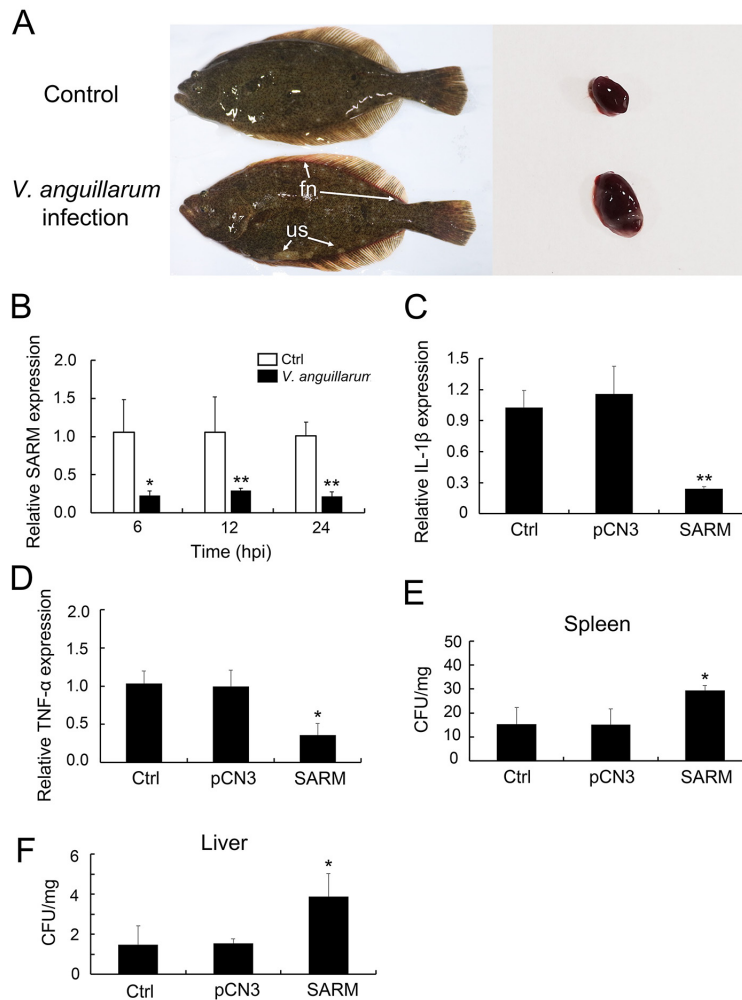 A
Control
V. anguillarum
infection
fn
us
B
Relative SARM expression
2.0
1.5
1.0
0.5
0.0
Ctrl
V. anguillarum
*
**
**
6 12 24
Time (hpi)
C
Relative IL-1β expression
1.5
1.2
0.9
0.6
0.3
0
**
Ctrl pCN3 SARM
D
Relative TNF-α expression
2.0
1.5
1.0
0.5
0.0
*
Ctrl pCN3 SARM
E
Spleen
CFU/mg
50
40
30
20
10
*
Ctrl pCN3 SARM
F
Liver
CFU/mg
6
4
2
0
*
Ctrl pCN3 SARM